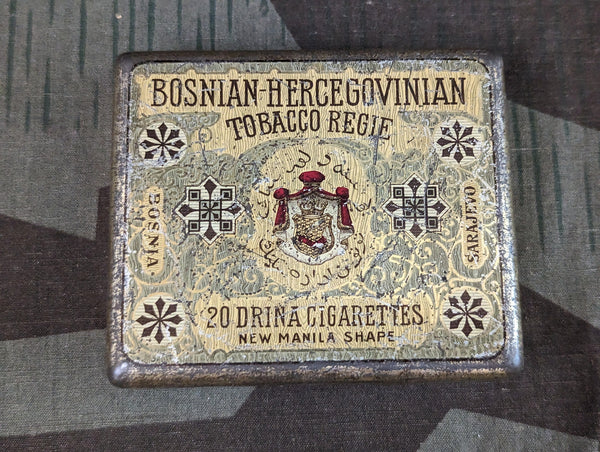 BOSNIAN-HERCEGOVINIAN
TOBACCO REGIE
BOSNIA
SARAJEVO
20 DRINA CIGARETTES
NEW MANILA SHAPE